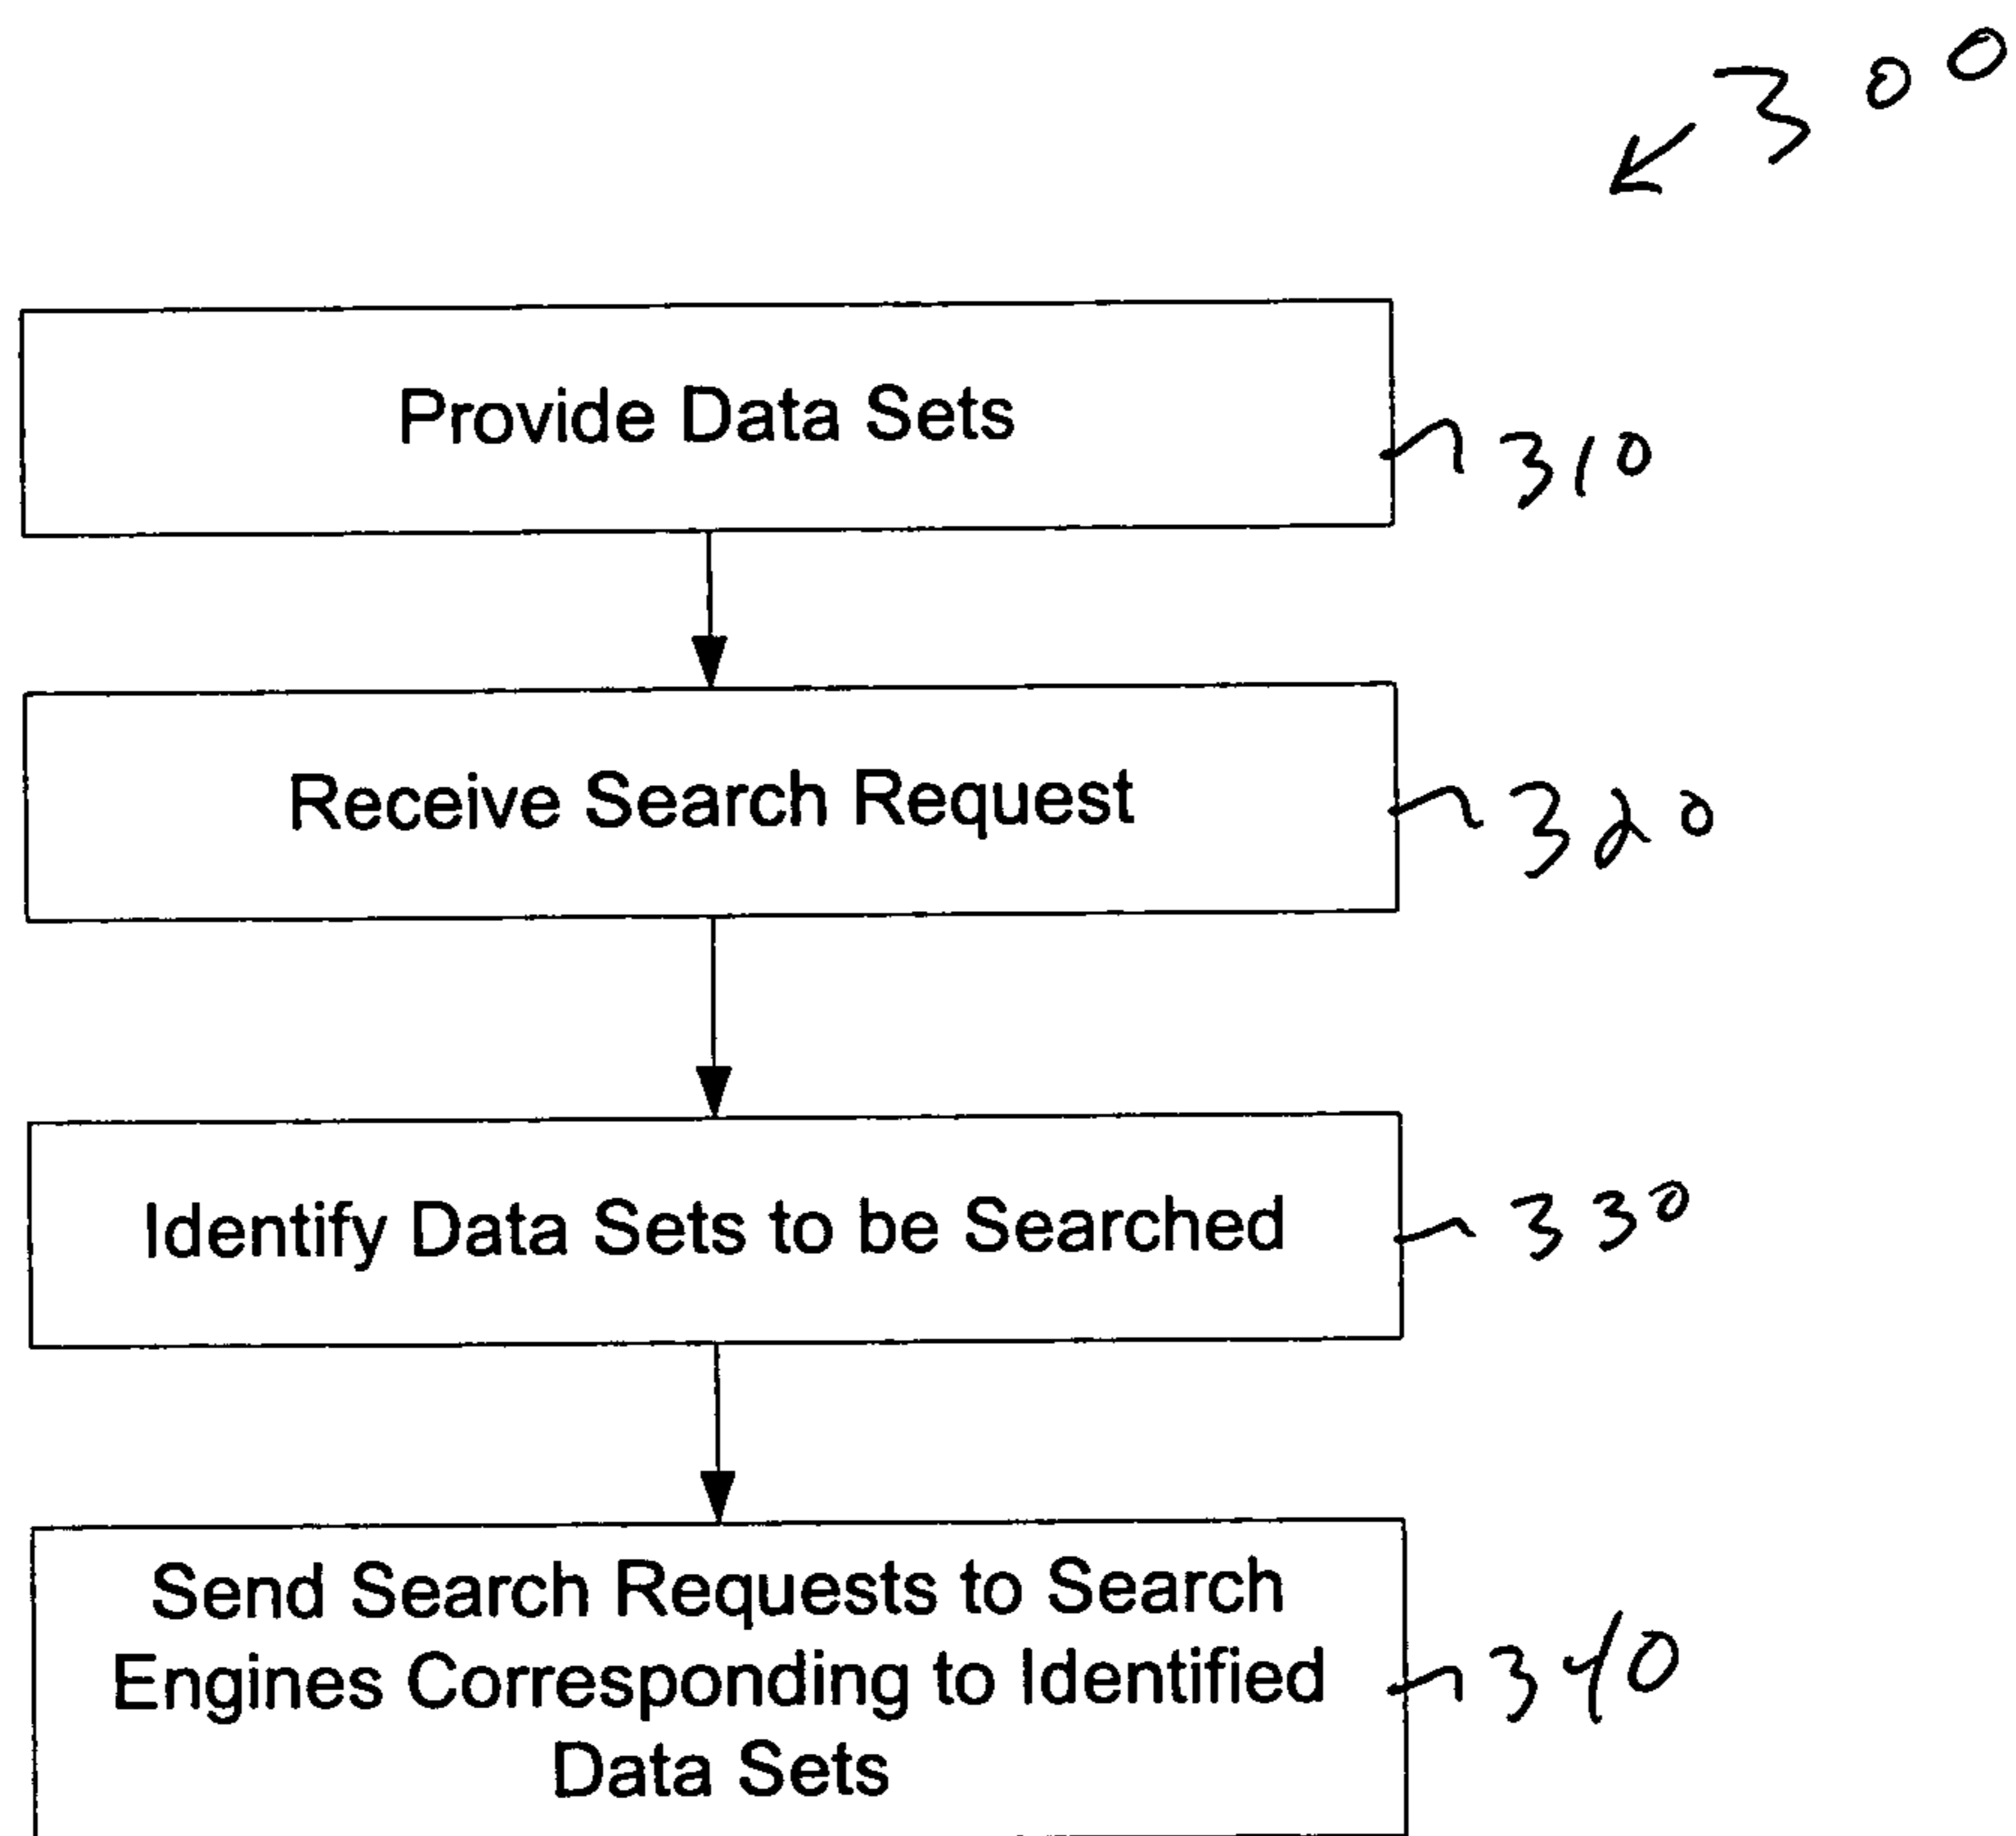 300
Provide Data Sets
310
Receive Search Request
320
Identify Data Sets to be Searched
330
Send Search Requests to Search
Engines Corresponding to Identified
Data Sets
340